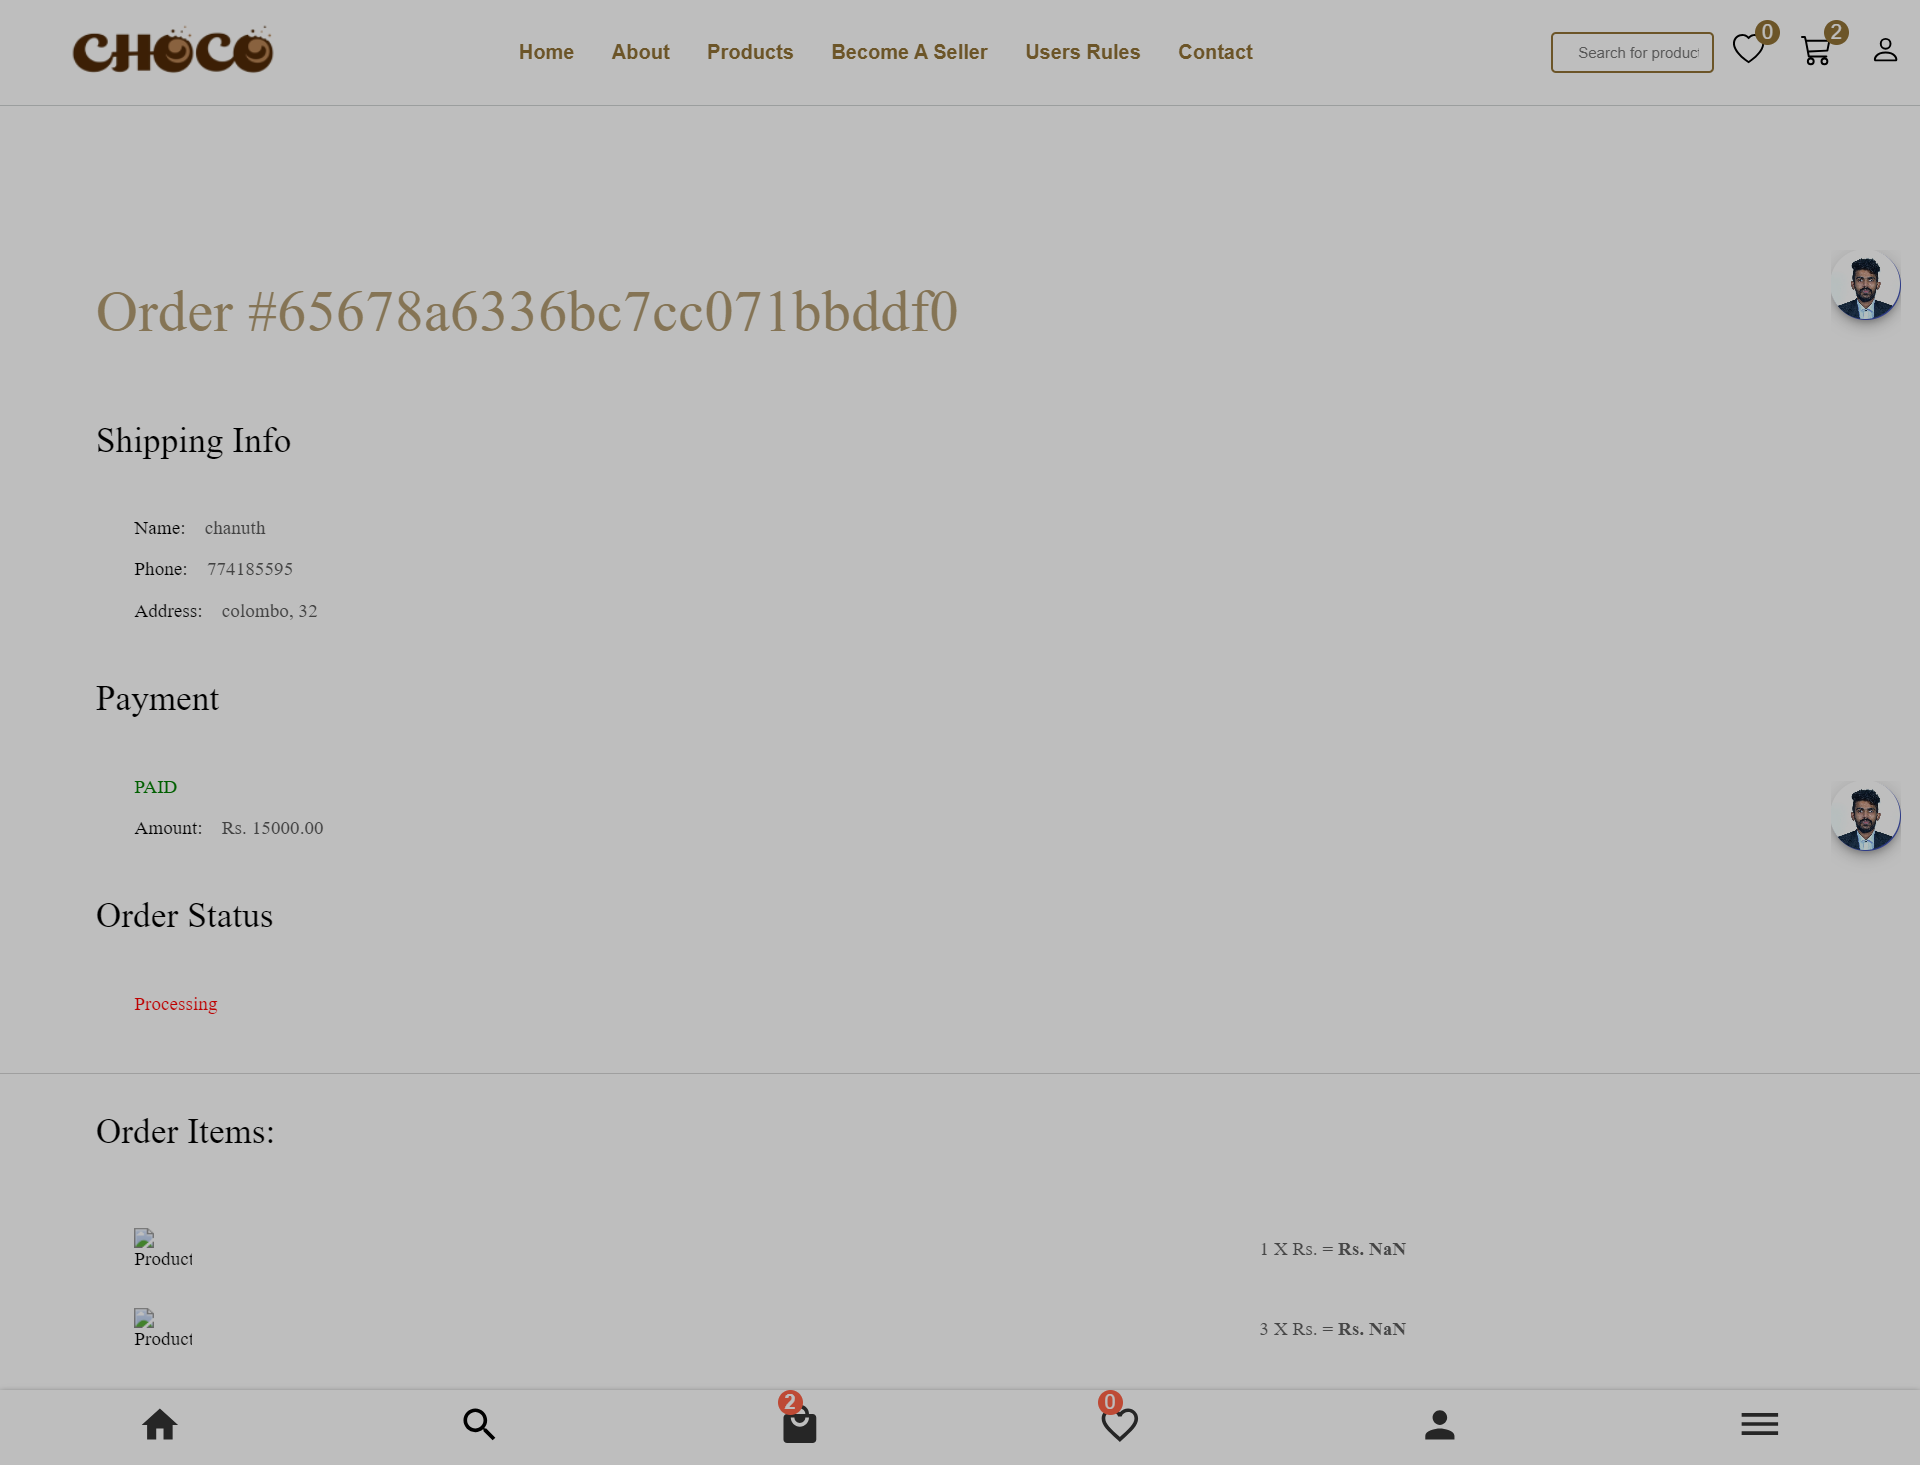 CHOCO
Home About Products Become A Seller Users Rules Contact
Search for product
0
2
Order #65678a6336bc7cc071bbddf0
Shipping Info
Name: chanuth
Phone: 774185595
Address: colombo, 32
Payment
PAID
Amount: Rs. 15000.00
Order Status
Processing
Order Items:
Product
1 X Rs. = Rs. NaN
Product
3 X Rs. = Rs. NaN
2
0